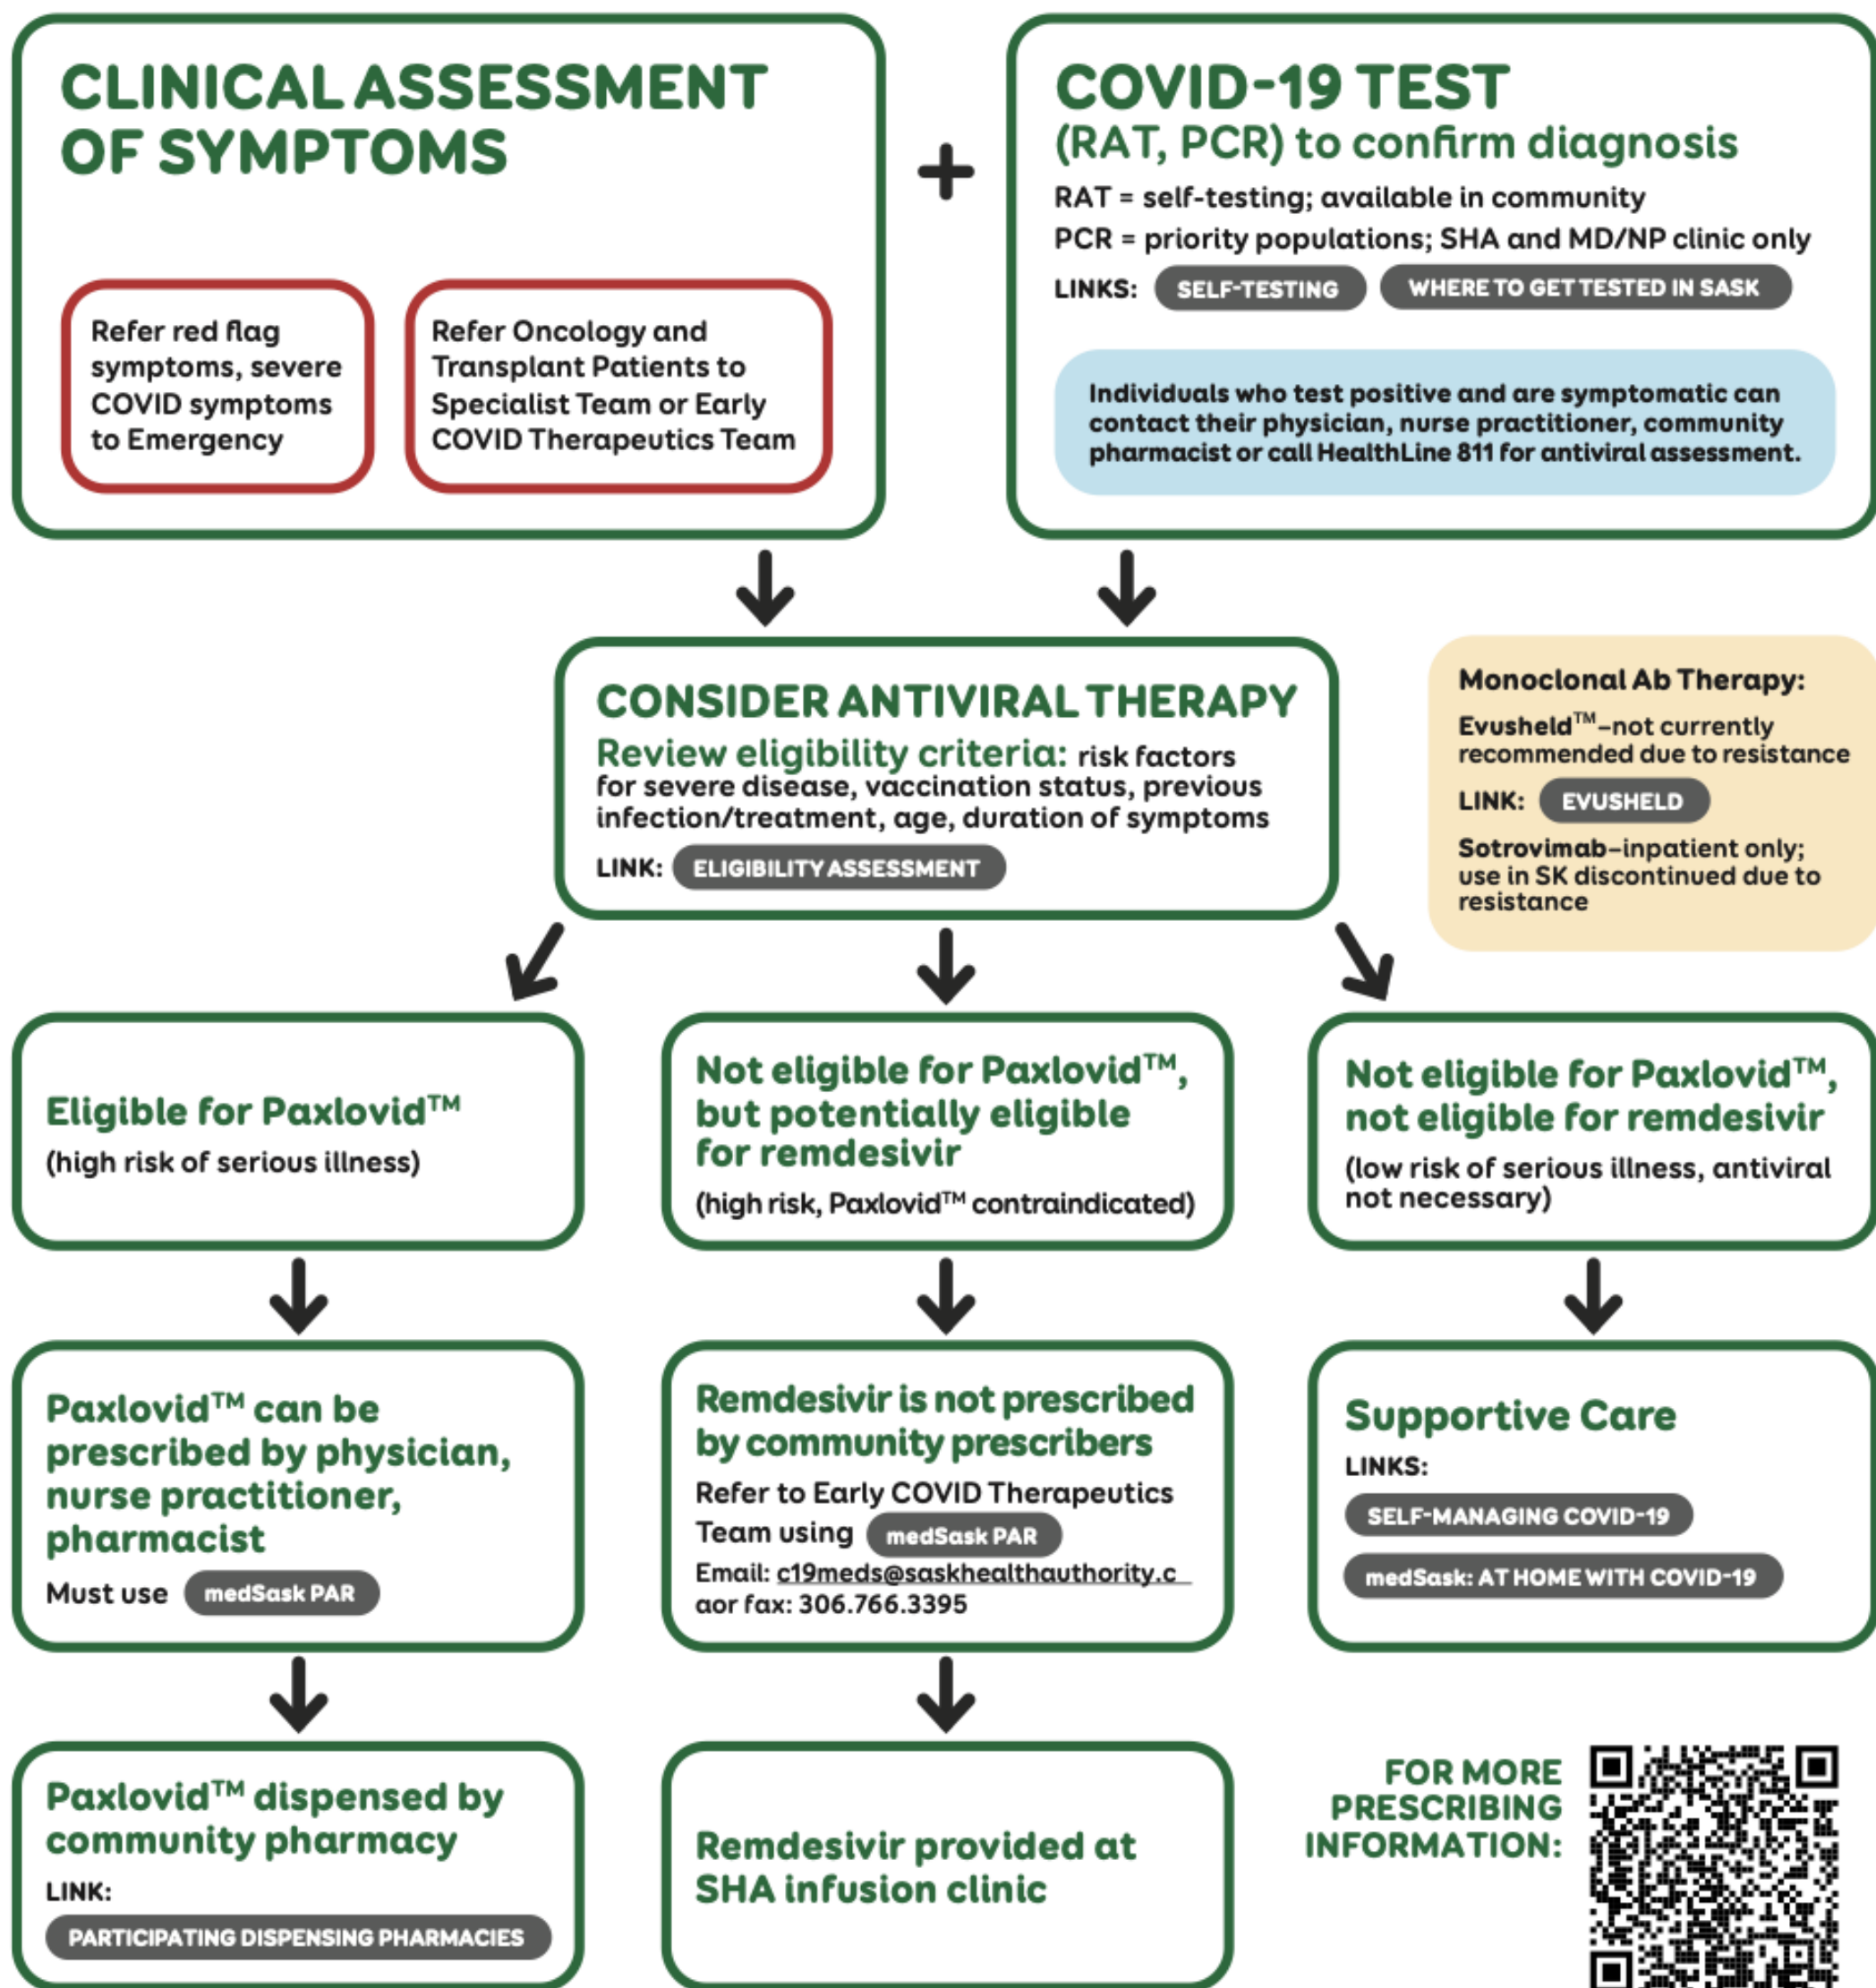 CLINICAL ASSESSMENT
OF SYMPTOMS
Refer red flag
symptoms, severe
COVID symptoms
to Emergency
Refer Oncology and
Transplant Patients to
Specialist Team or Early
COVID Therapeutics Team
+
COVID-19 TEST
(RAT, PCR) to confirm diagnosis
RAT = self-testing; available in community
PCR = priority populations; SHA and MD/NP clinic only
LINKS: SELF-TESTING WHERE TO GET TESTED IN SASK
Individuals who test positive and are symptomatic can
contact their physician, nurse practitioner, community
pharmacist or call HealthLine 811 for antiviral assessment.
CONSIDER ANTIVIRAL THERAPY
Review eligibility criteria: risk factors
for severe disease, vaccination status, previous
infection/treatment, age, duration of symptoms
LINK: ELIGIBILITY ASSESSMENT
Monoclonal Ab Therapy:
Evusheld™–not currently
recommended due to resistance
LINK: EVUSHELD
Sotrovimab–inpatient only;
use in SK discontinued due to
resistance
Eligible for Paxlovid™
(high risk of serious illness)
Not eligible for Paxlovid™,
but potentially eligible
for remdesivir
(high risk, Paxlovid™ contraindicated)
Not eligible for Paxlovid™,
not eligible for remdesivir
(low risk of serious illness, antiviral
not necessary)
Paxlovid™ can be
prescribed by physician,
nurse practitioner,
pharmacist
Must use medSask PAR
Remdesivir is not prescribed
by community prescribers
Refer to Early COVID Therapeutics
Team using medSask PAR
Email: c19meds@saskhealthauthority.c
aor fax: 306.766.3395
Supportive Care
LINKS:
SELF-MANAGING COVID-19
medSask: AT HOME WITH COVID-19
Paxlovid™ dispensed by
community pharmacy
LINK:
PARTICIPATING DISPENSING PHARMACIES
Remdesivir provided at
SHA infusion clinic
FOR MORE
PRESCRIBING
INFORMATION: